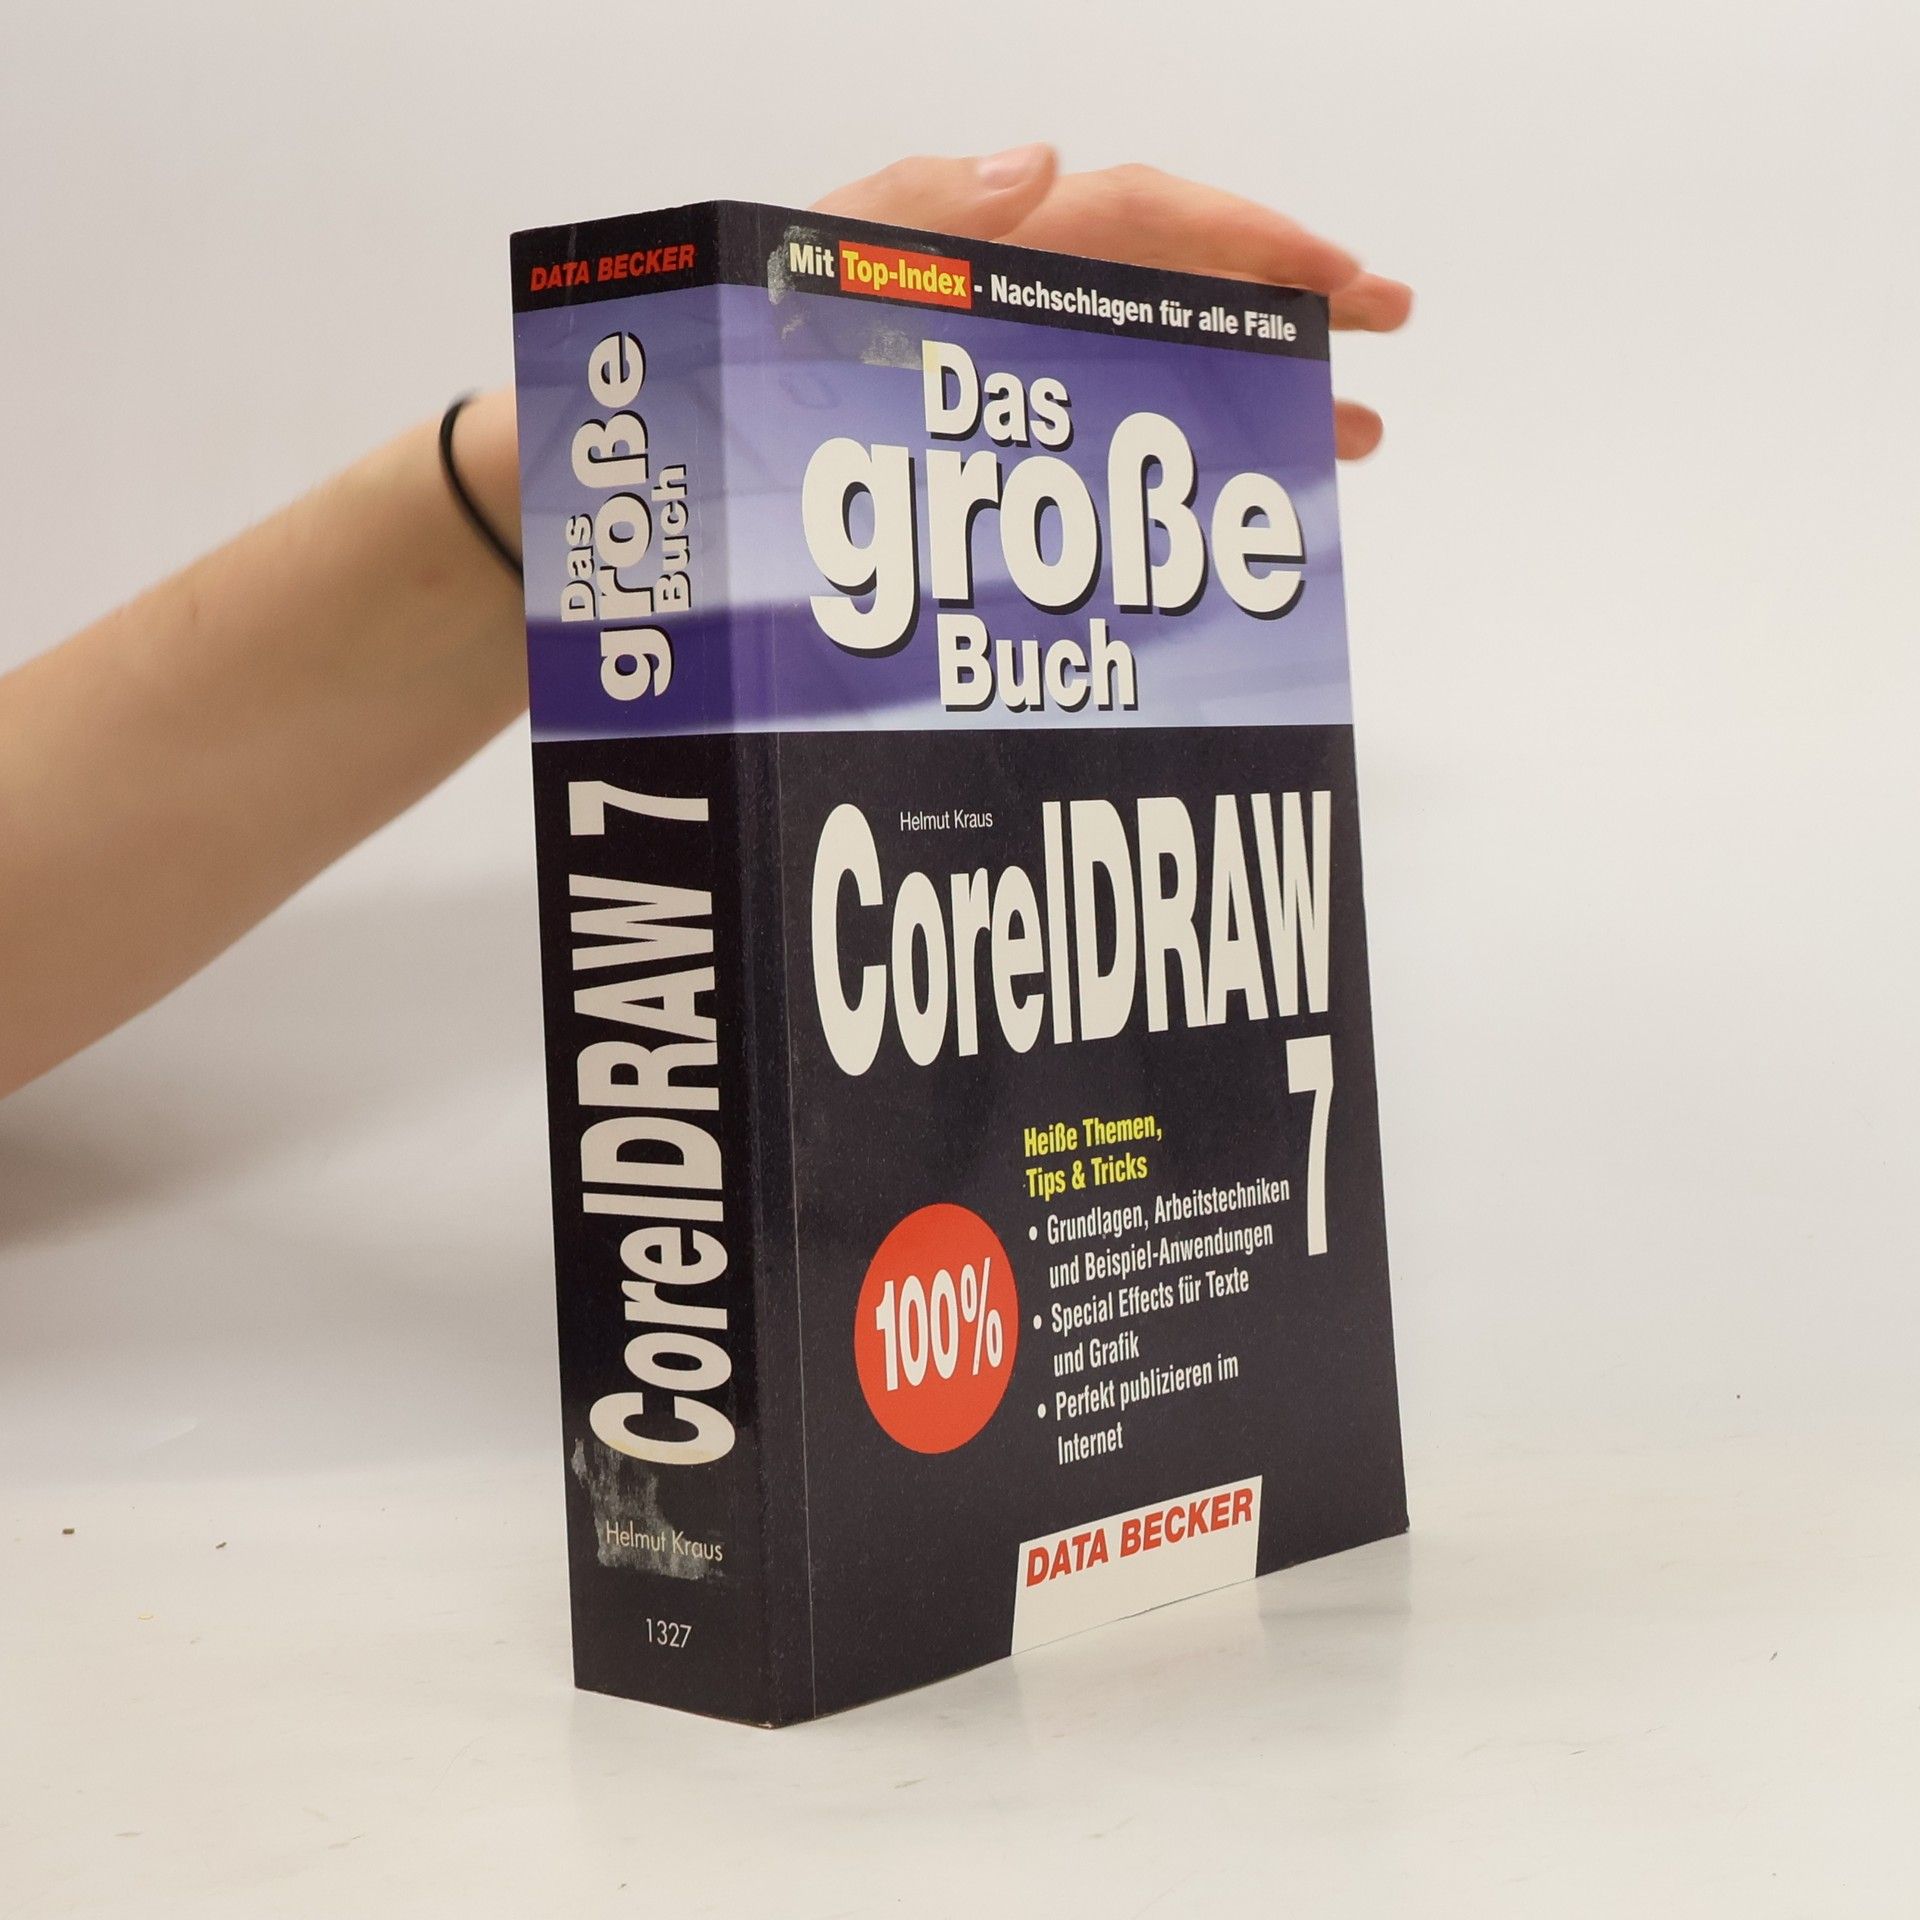 DATA BECKER
Das
große
Buch
CorelDRAW 7
Helmut Kraus
1327
Mit Top-Index - Nachschlagen für alle Fälle
Das
große
Buch
Helmut Kraus
CorelDRAW
7
Heiße Themen,
Tips & Tricks
• Grundlagen, Arbeitstechniken
und Beispiel-Anwendungen
• Special Effects für Texte
und Grafik
• Perfekt publizieren im
Internet
100%
DATA BECKER